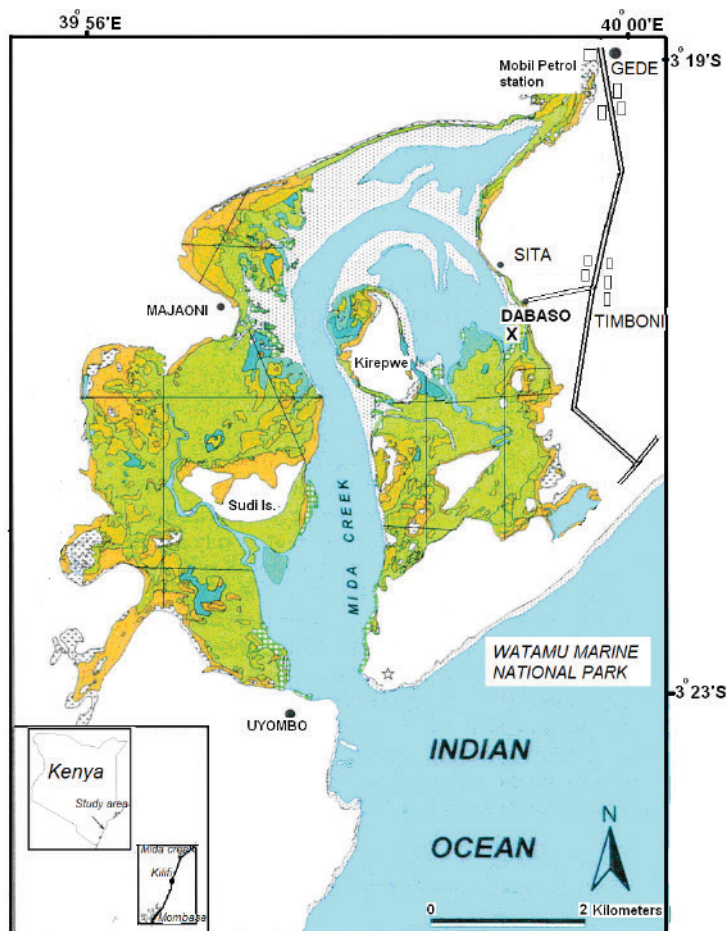 39° 56'E
40° 00'E
3° 19'S
Mobil Petrol
station
GEDE
SITA
MAJAONI
DABASO
X
TIMBONI
Kirepwe
Sudi Is.
MIDA CREEK
WATAMU MARINE
NATIONAL PARK
3° 23'S
UYOMBO
INDIAN
OCEAN
Kenya
Study area
Mida creek
Kilifi
Mombasa
N
0 2 Kilometers